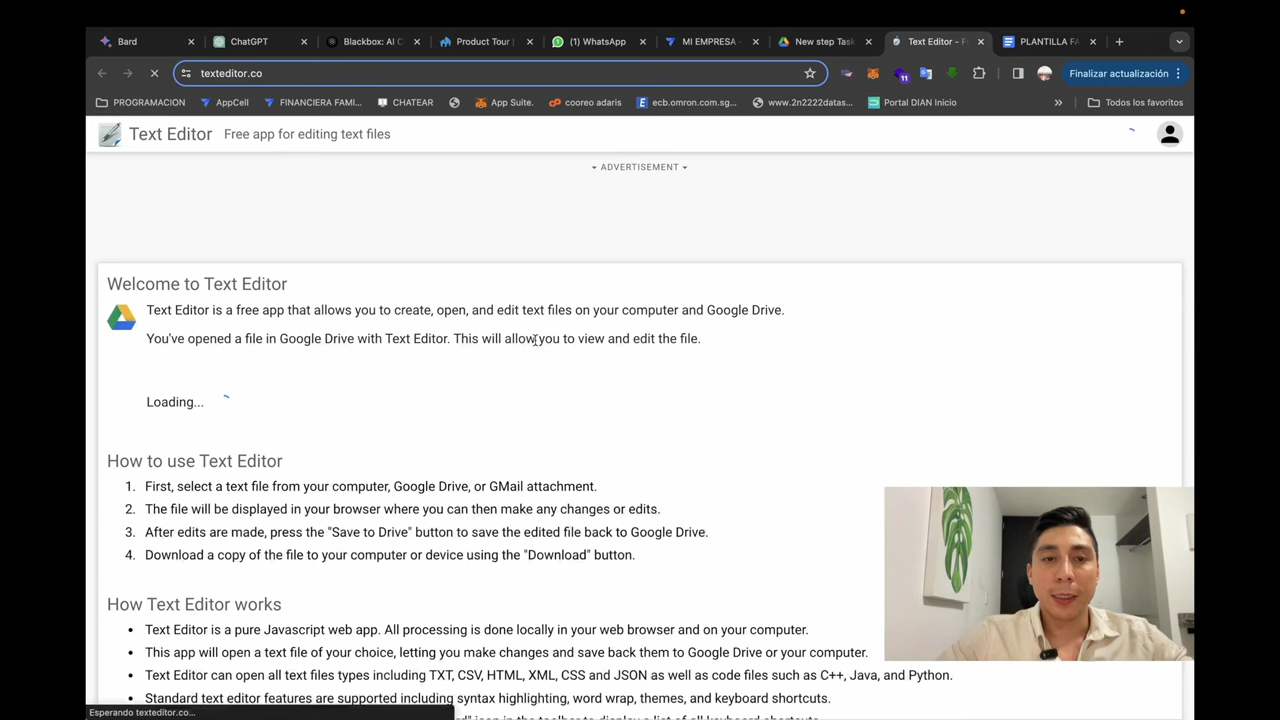 Bard
ChatGPT
Blackbox: AI C
Product Tour
(1) WhatsApp
MI EMPRESA -
New step Task
Text Editor - F
PLANTILLA FA
texteditor.co
11
Finalizar actualización
PROGRAMACION
AppCell
FINANCIERA FAMI...
CHATEAR
App Suite.
cooreo adaris
ecb.omron.com.sg...
www.2n2222datas...
Portal DIAN Inicio
Todos los favoritos
Text Editor
Free app for editing text files
ADVERTISEMENT
Welcome to Text Editor
Text Editor is a free app that allows you to create, open, and edit text files on your computer and Google Drive.
You've opened a file in Google Drive with Text Editor. This will allow you to view and edit the file.
Loading...
How to use Text Editor
1. First, select a text file from your computer, Google Drive, or GMail attachment.
2. The file will be displayed in your browser where you can then make any changes or edits.
3. After edits are made, press the "Save to Drive" button to save the edited file back to Google Drive.
4. Download a copy of the file to your computer or device using the "Download" button.
How Text Editor works
• Text Editor is a pure Javascript web app. All processing is done locally in your web browser and on your computer.
• This app will open a text file of your choice, letting you make changes and save back them to Google Drive or your computer.
• Text Editor can open all text files types including TXT, CSV, HTML, XML, CSS and JSON as well as code files such as C++, Java, and Python.
• Standard text editor features are supported including syntax highlighting, word wrap, themes, and keyboard shortcuts.
Esperando texteditor.co...